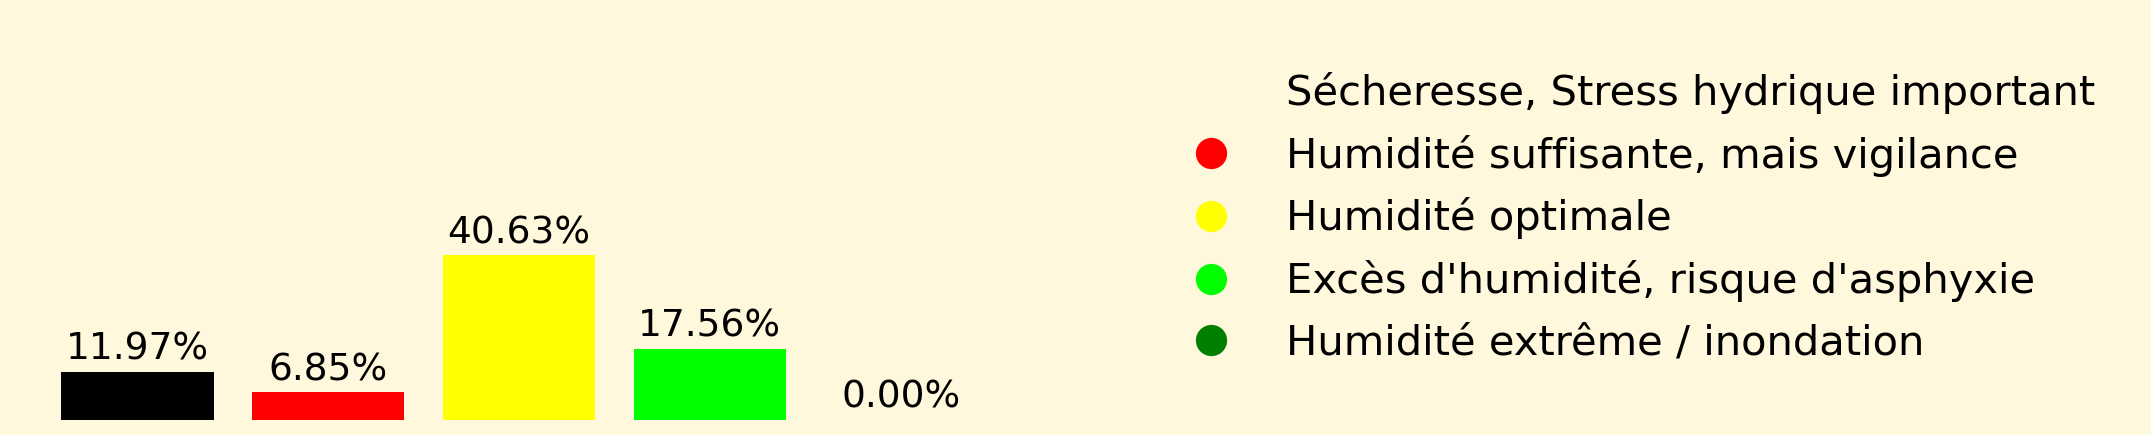 40.63%
17.56%
11.97%
6.85%
0.00%
Sécheresse, Stress hydrique important
Humidité suffisante, mais vigilance
Humidité optimale
Excès d'humidité, risque d'asphyxie
Humidité extrême / inondation